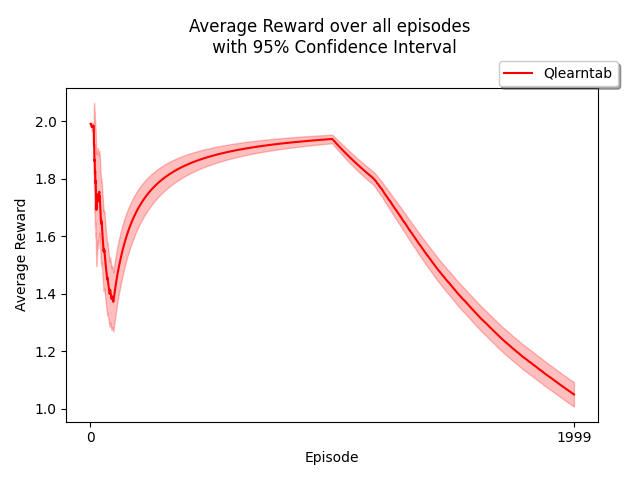 Average Reward over all episodes
with 95% Confidence Interval
Qlearntab
Average Reward
2.0
1.8
1.6
1.4
1.2
1.0
0
1999
Episode